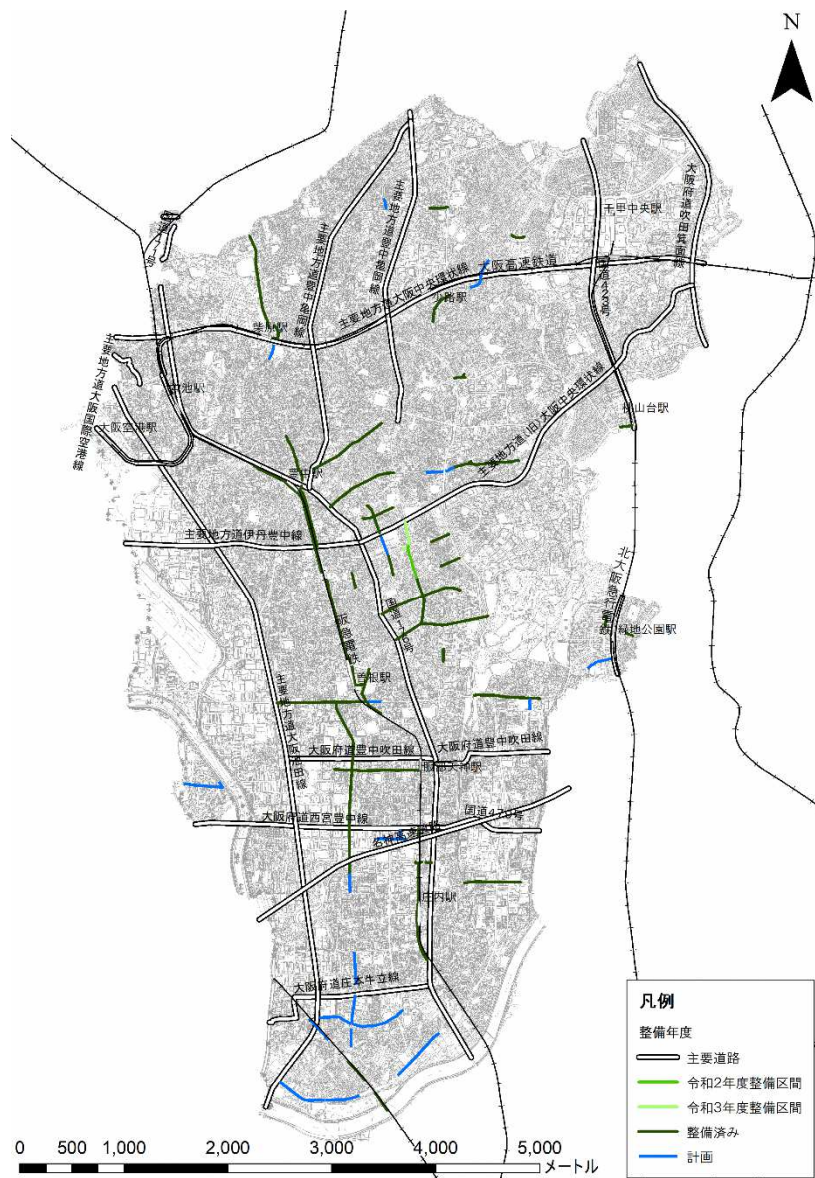 N
大阪府道吹田箕面線
千里中央駅
主要地方道豊中亀岡線
主要地方道豊中亀岡線
大阪高速鉄道
国道423号
主要地方道大阪中央環状線
少路駅
柴原駅
蛍池駅
主要地方道大阪国際空港線
大阪空港駅
桃山台駅
主要地方道(旧)大阪中央環状線
豊中駅
主要地方道伊丹豊中線
国道176号
阪急電鉄
北大阪急行電鉄
緑地公園駅
曽根駅
主要地方道大阪池田線
大阪府道豊中吹田線
大阪府道豊中吹田線
服部天神駅
国道479号
大阪府道西宮豊中線
名神高速道路
庄内駅
大阪府道庄本牛立線
凡例
整備年度
主要道路
令和2年度整備区間
令和3年度整備区間
整備済み
計画
0 500 1,000 2,000 3,000 4,000 5,000
メートル